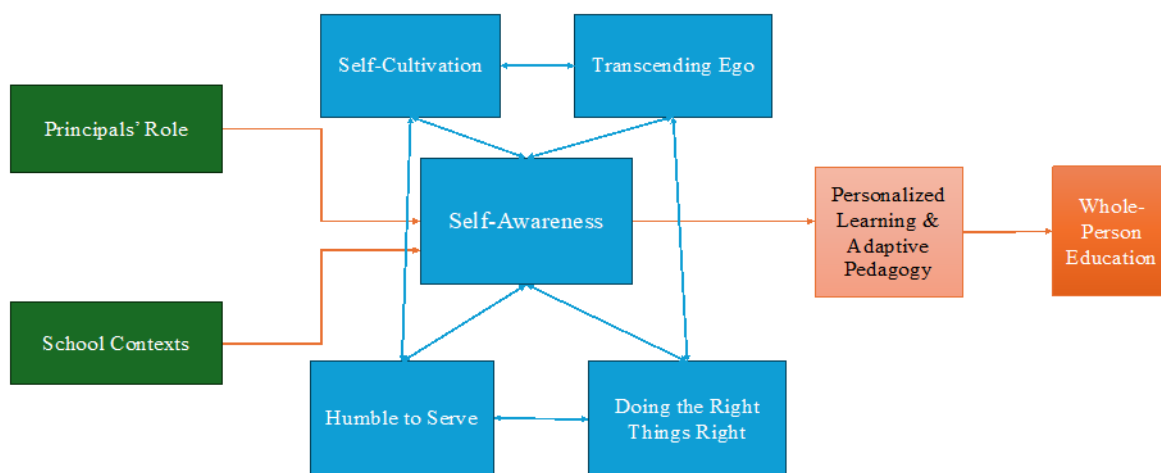 Self-Cultivation
Transcending Ego
Principals’ Role
Self-Awareness
Personalized
Learning &
Adaptive
Pedagogy
Whole-
Person
Education
School Contexts
Humble to Serve
Doing the Right
Things Right